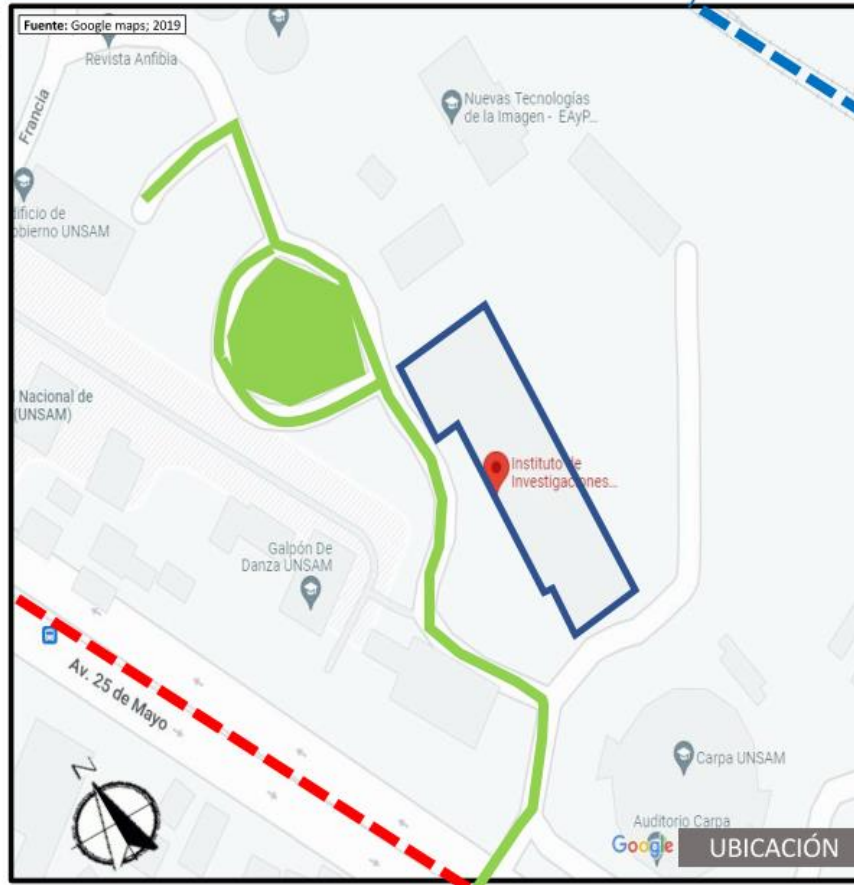 Fuente: Google maps; 2019
Revista Anfibia
Francia
Nuevas Tecnologías
de la Imagen - EAyP...
dificio de
obierno UNSAM
Nacional de
(UNSAM)
Instituto de
Investigaciones...
Galpón De
Danza UNSAM
Av. 25 de Mayo
Carpa UNSAM
Auditorio Carpa
Z
Google
UBICACIÓN